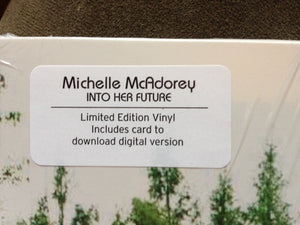 Michelle McAdorey
INTO HER FUTURE
Limited Edition Vinyl
Includes card to
download digital version